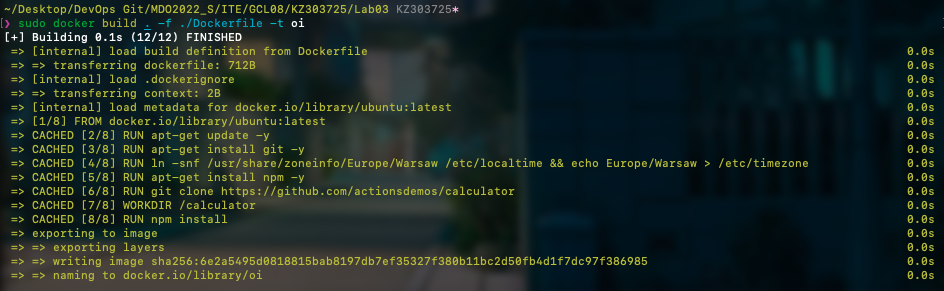 ~/Desktop/DevOps Git/MDO2022_S/ITE/GCL08/KZ303725/Lab03 KZ303725*
❯ sudo docker build . -f ./Dockerfile -t oi
[+] Building 0.1s (12/12) FINISHED
=> [internal] load build definition from Dockerfile 0.0s
=> => transferring dockerfile: 712B 0.0s
=> [internal] load .dockerignore 0.0s
=> => transferring context: 2B 0.0s
=> [internal] load metadata for docker.io/library/ubuntu:latest 0.0s
=> [1/8] FROM docker.io/library/ubuntu:latest 0.0s
=> CACHED [2/8] RUN apt-get update -y 0.0s
=> CACHED [3/8] RUN apt-get install git -y 0.0s
=> CACHED [4/8] RUN ln -snf /usr/share/zoneinfo/Europe/Warsaw /etc/localtime && echo Europe/Warsaw > /etc/timezone 0.0s
=> CACHED [5/8] RUN apt-get install npm -y 0.0s
=> CACHED [6/8] RUN git clone https://github.com/actionsdemos/calculator 0.0s
=> CACHED [7/8] WORKDIR /calculator 0.0s
=> CACHED [8/8] RUN npm install 0.0s
=> exporting to image 0.0s
=> => exporting layers 0.0s
=> => writing image sha256:6e2a5495d0818815bab8197db7ef35327f380b11bc2d50fb4d1f7dc97f386985 0.0s
=> => naming to docker.io/library/oi 0.0s